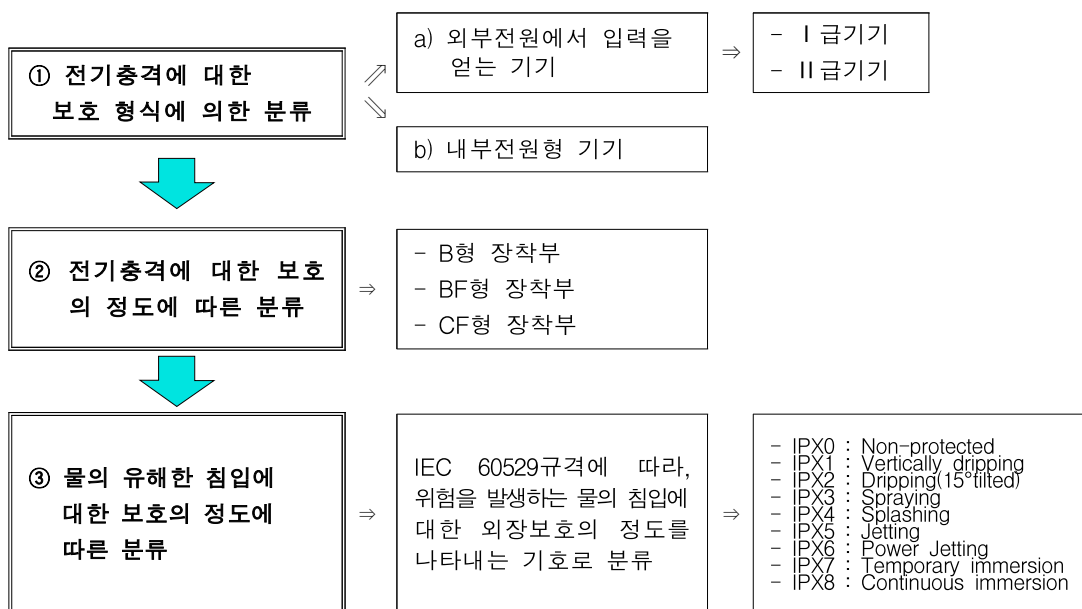 ① 전기충격에 대한
보호 형식에 의한 분류
⇗
⇘
a) 외부전원에서 입력을
얻는 기기
⇒
- Ⅰ급기기
- Ⅱ급기기
b) 내부전원형 기기
② 전기충격에 대한 보호
의 정도에 따른 분류
⇒
- B형 장착부
- BF형 장착부
- CF형 장착부
③ 물의 유해한 침입에
대한 보호의 정도에
따른 분류
⇒
IEC 60529규격에 따라,
위험을 발생하는 물의 침입에
대한 외장보호의 정도를
나타내는 기호로 분류
⇒
- IPX0 : Non-protected
- IPX1 : Vertically dripping
- IPX2 : Dripping(15°tilted)
- IPX3 : Spraying
- IPX4 : Splashing
- IPX5 : Jetting
- IPX6 : Power Jetting
- IPX7 : Temporary immersion
- IPX8 : Continuous immersion